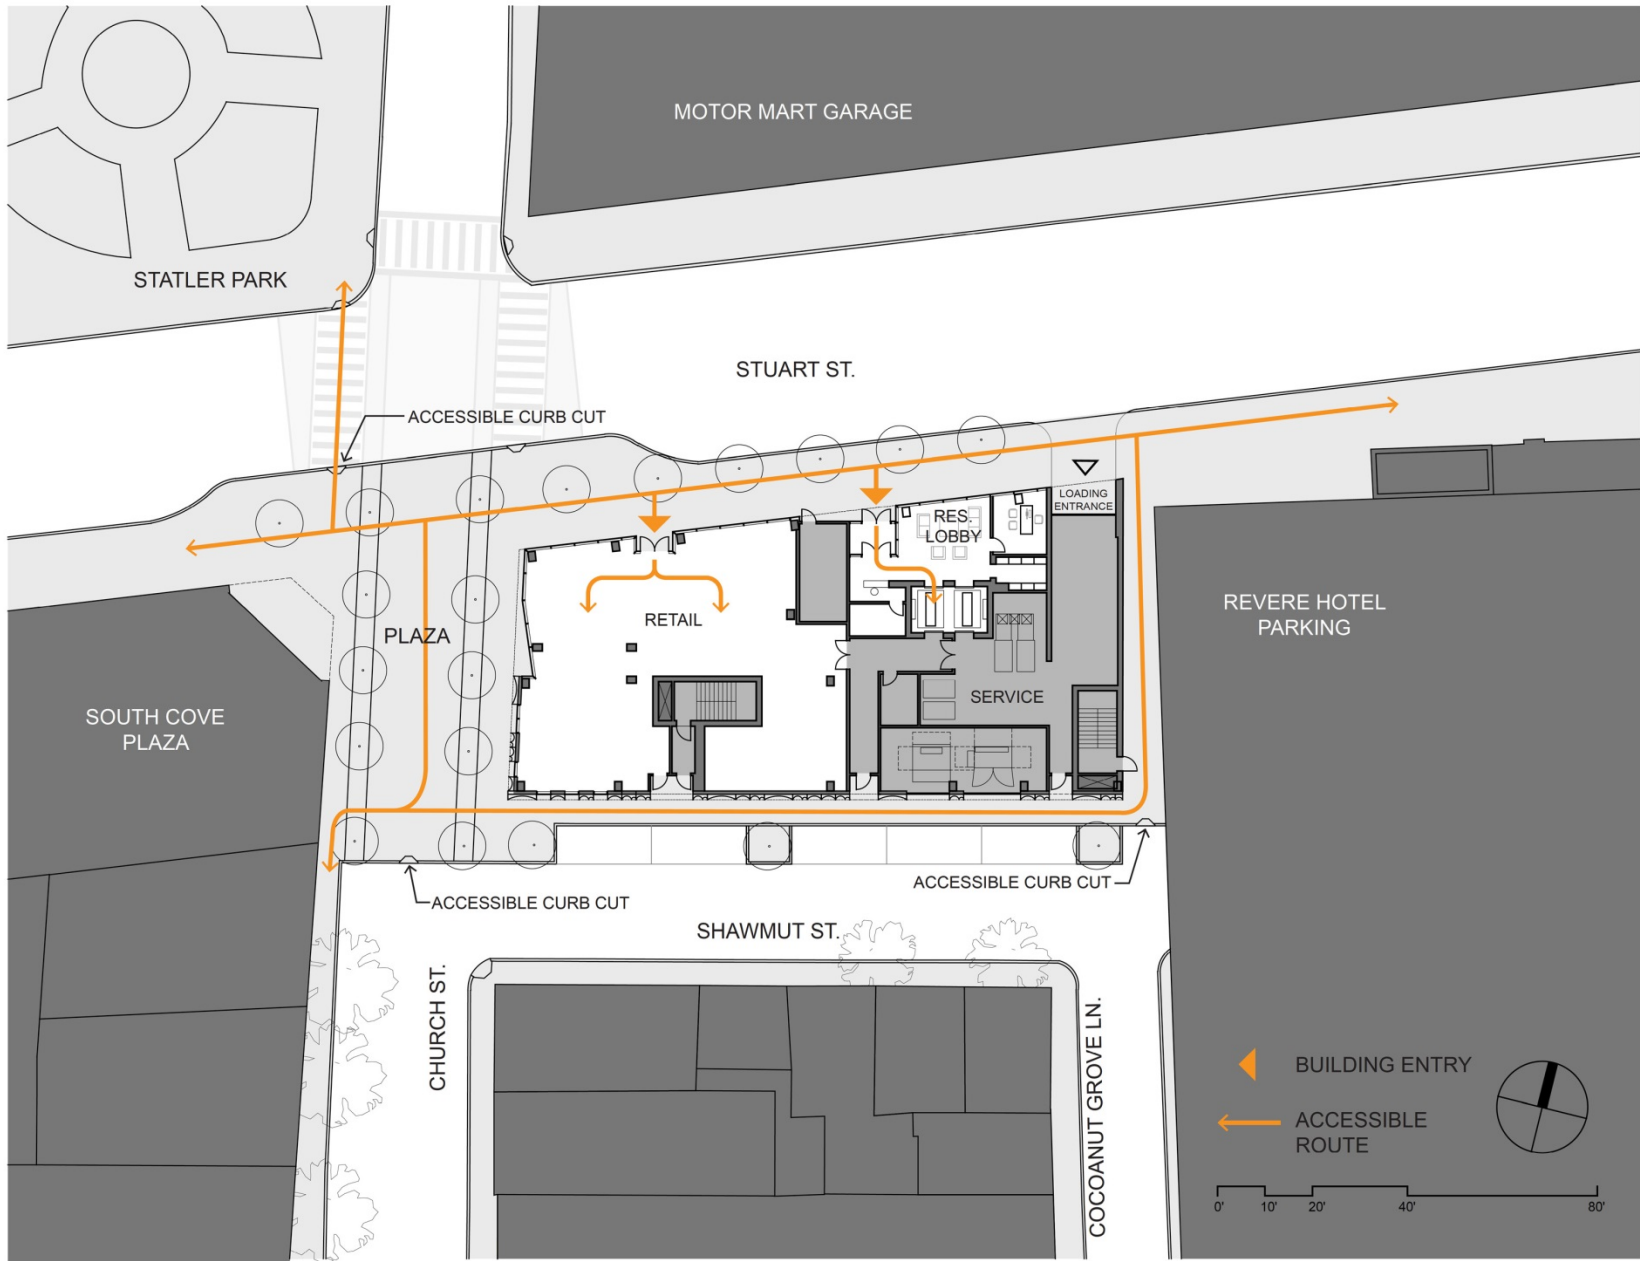 MOTOR MART GARAGE
STATLER PARK
STUART ST.
ACCESSIBLE CURB CUT
LOADING
ENTRANCE
RES.
LOBBY
REVERE HOTEL
PARKING
RETAIL
PLAZA
SERVICE
SOUTH COVE
PLAZA
ACCESSIBLE CURB CUT
ACCESSIBLE CURB CUT
SHAWMUT ST.
CHURCH ST.
COCOANUT GROVE LN.
BUILDING ENTRY
ACCESSIBLE
ROUTE
0' 10' 20' 40' 80'